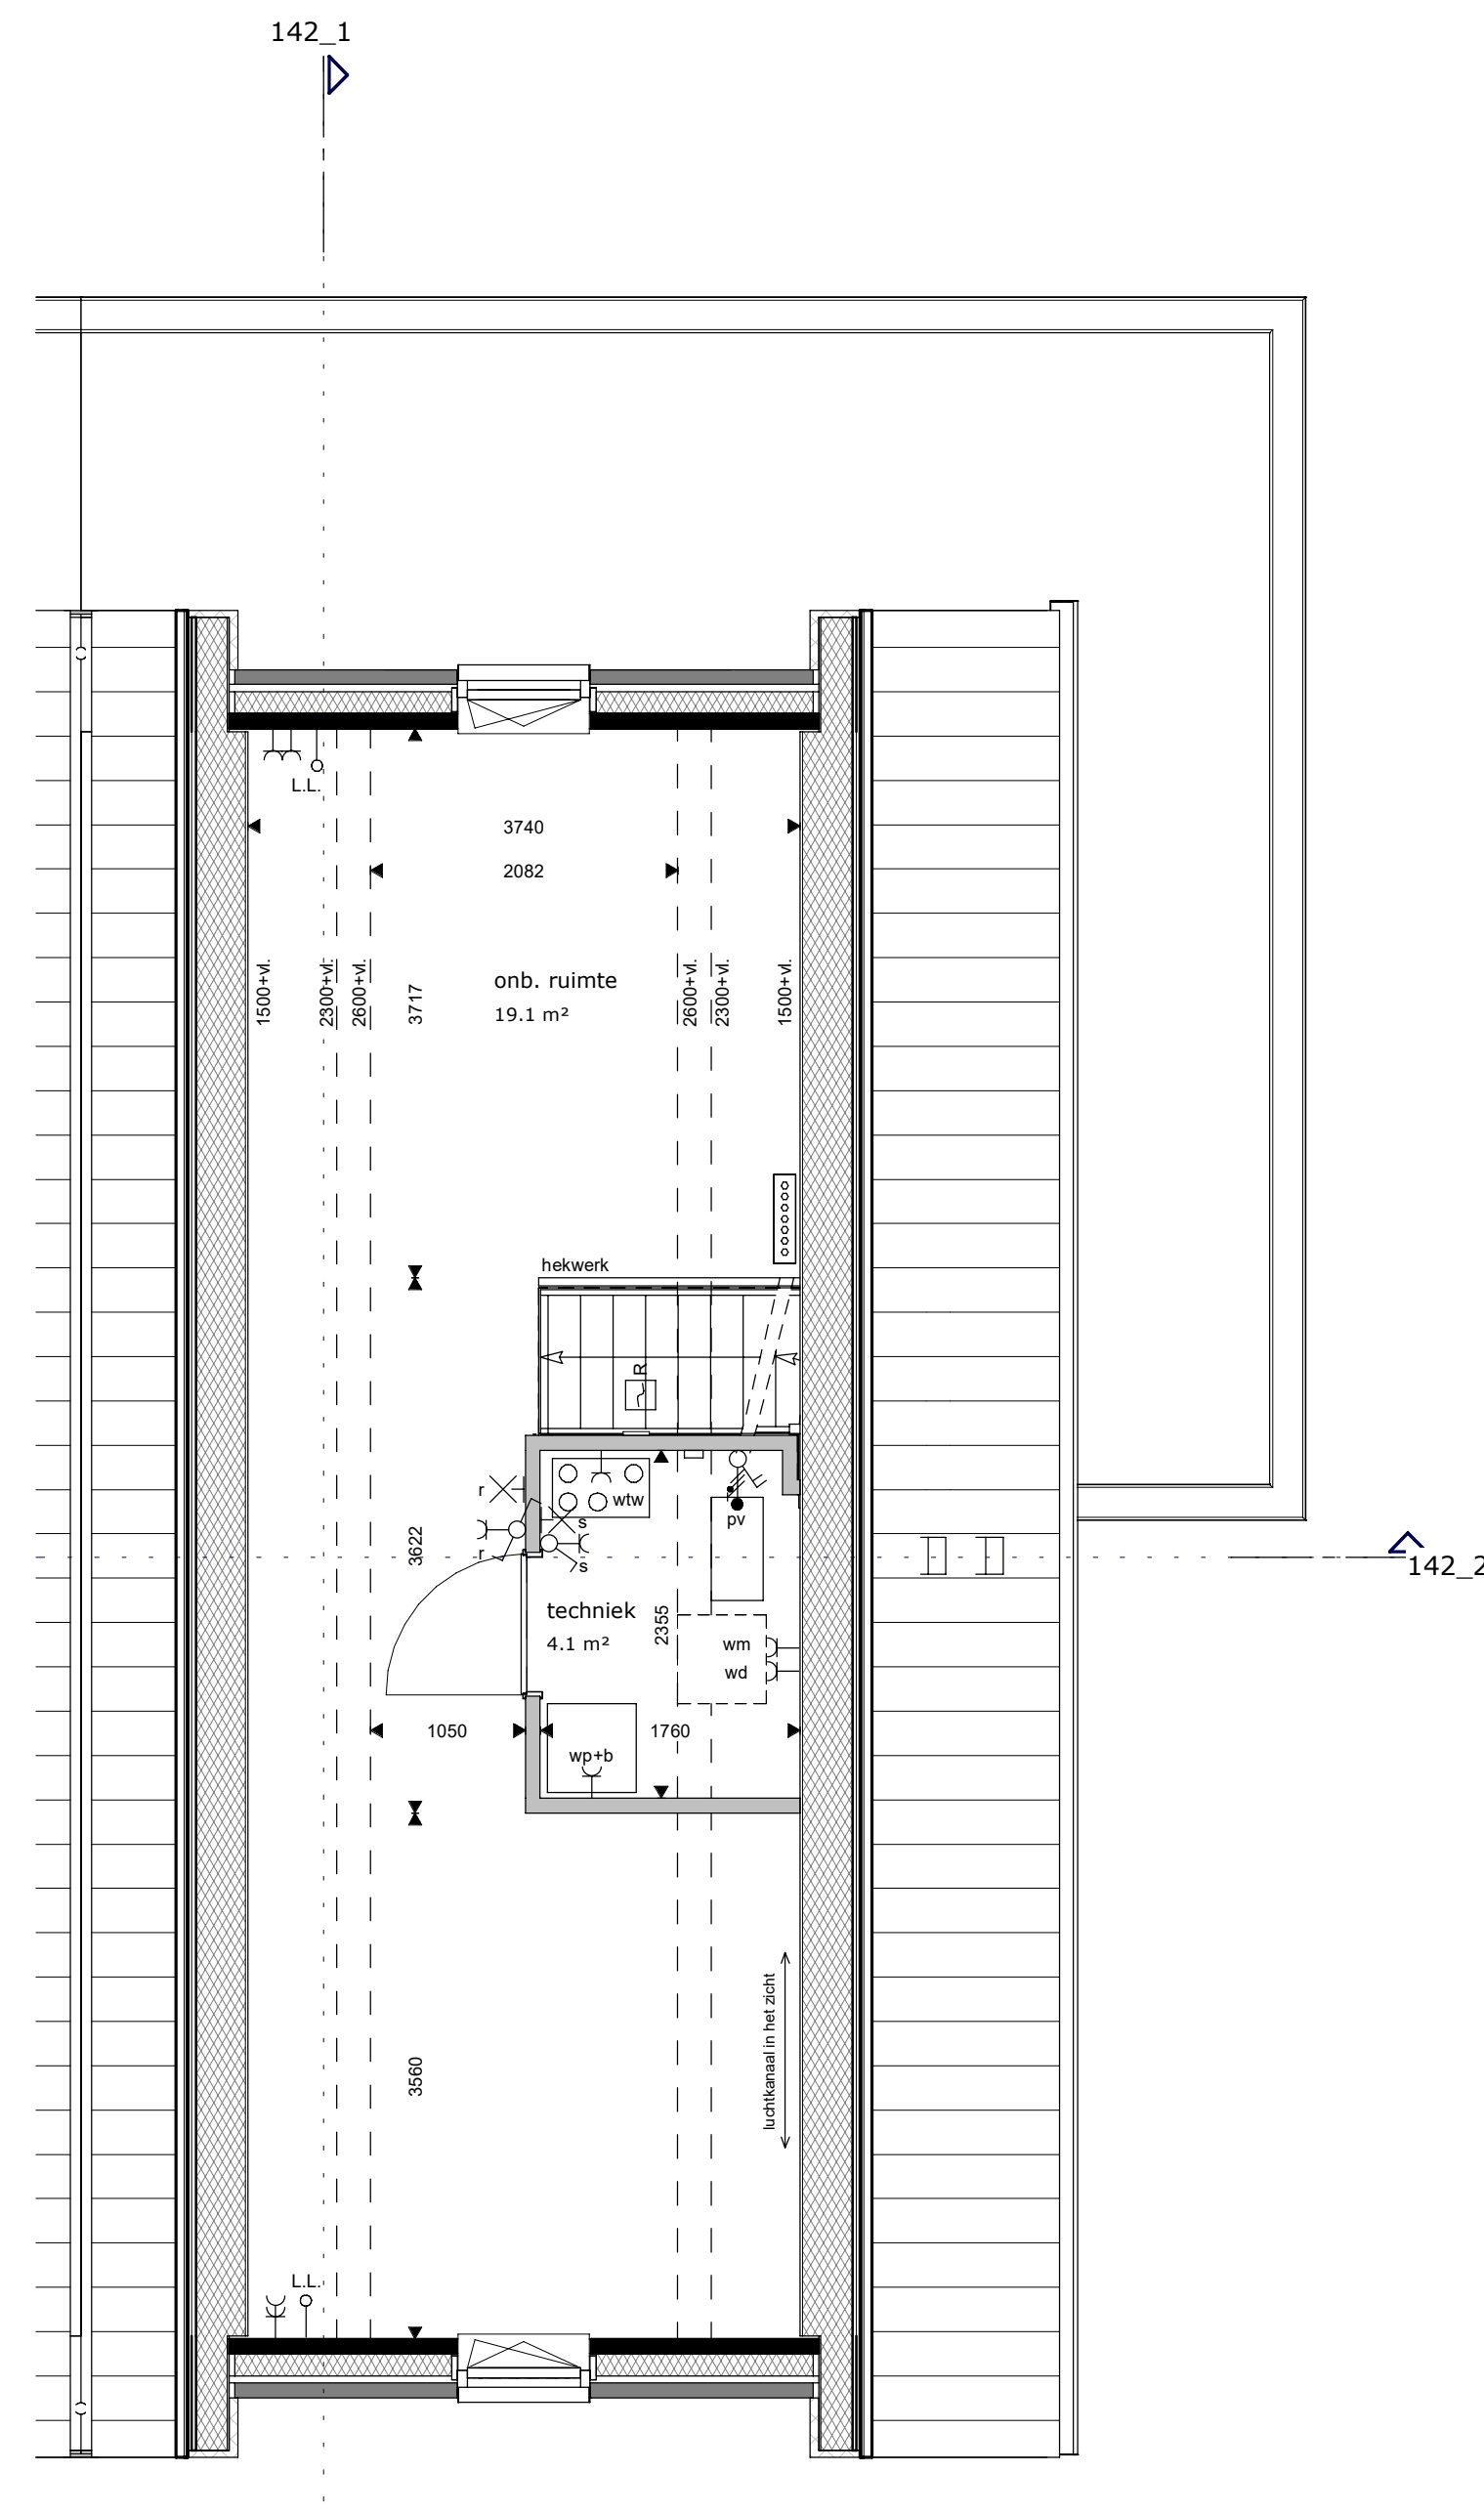 142_1
L.L.
3740
2082
1500+vl.
2300+vl.
2600+vl.
3717
onb. ruimte
19.1 m²
2600+vl.
2300+vl.
1500+vl.
hekwerk
R
r
wtw
s
pv
r
s
3622
142_2
techniek
4.1 m²
2355
wm
wd
1050
1760
wp+b
luchtkanaal in het zicht
3560
L.L.